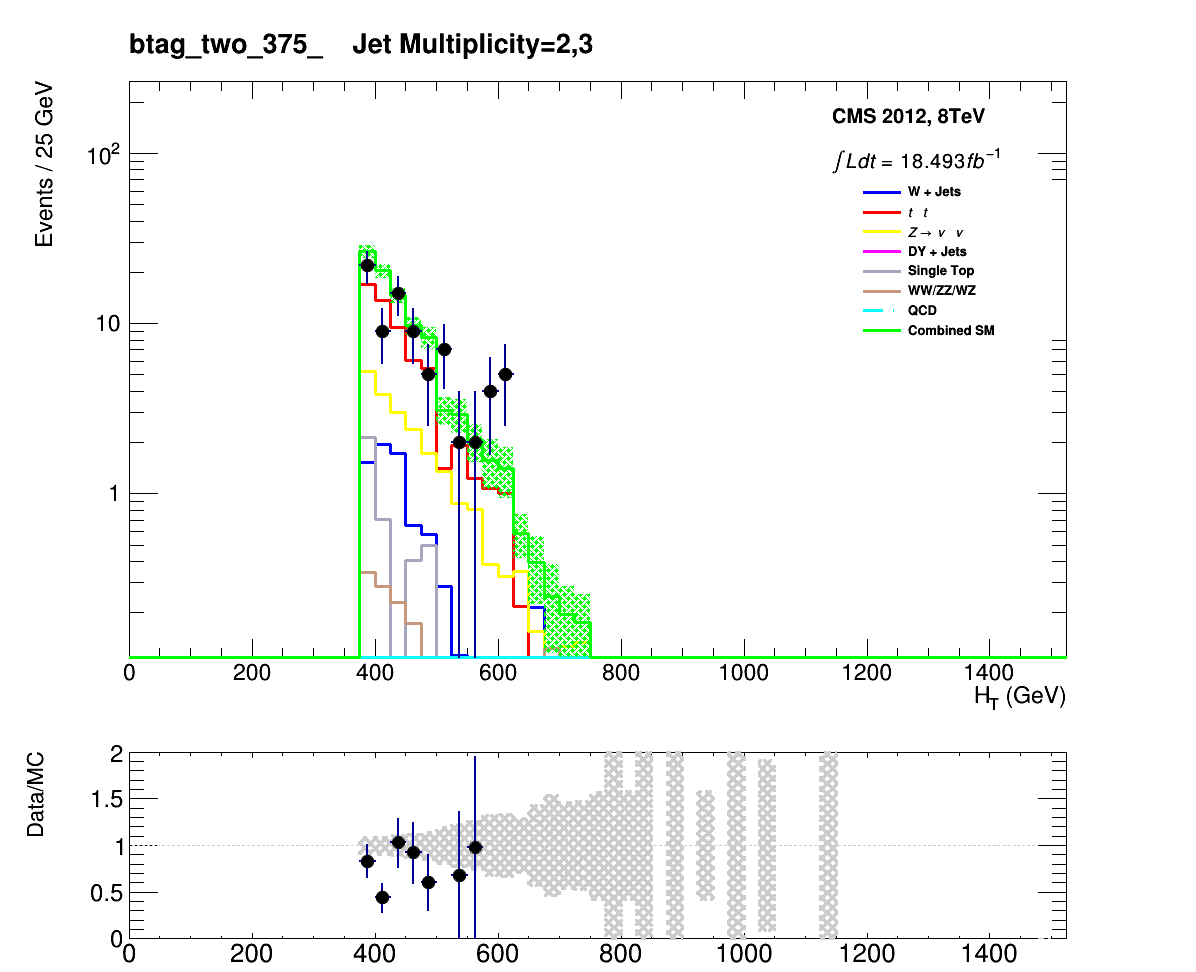 btag_two_375_ Jet Multiplicity=2,3
Events / 25 GeV
10²
10
1
CMS 2012, 8TeV
∫Ldt = 18.493fb⁻¹
W + Jets
t t
Z→ ν ν
DY + Jets
Single Top
WW/ZZ/WZ
QCD
Combined SM
0 200 400 600 800 1000 1200 1400
H_T (GeV)
Data/MC
2
1.5
1
0.5
0
0 200 400 600 800 1000 1200 1400